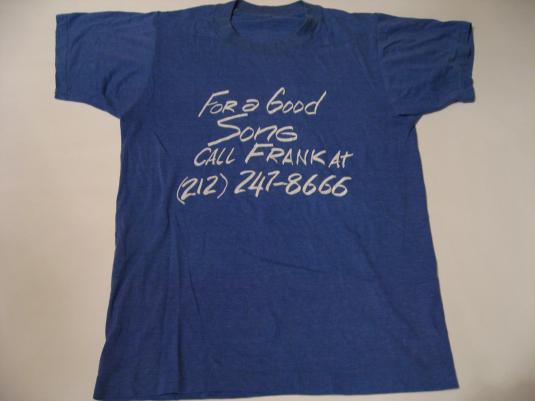 FOR a Good
SonG
CALL FRANK AT
(212) 247-8666